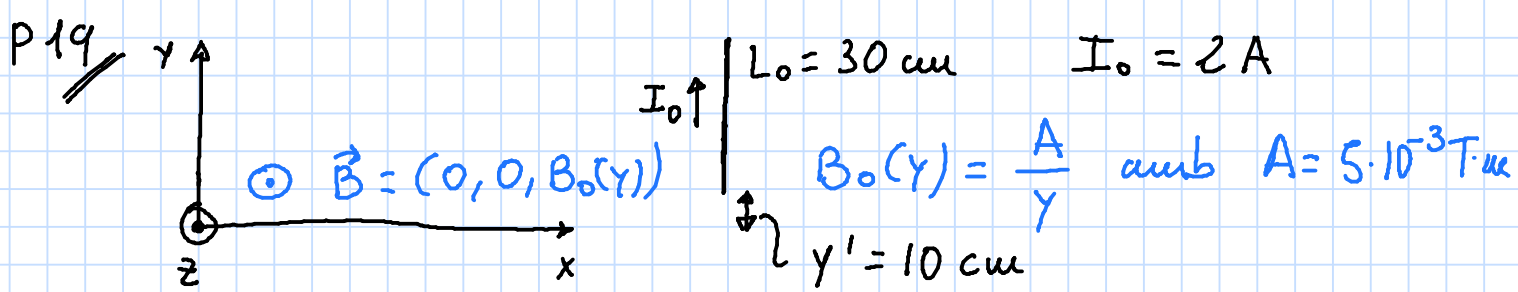 P19 Y L₀ = 30 cm I₀ = 2 A
I₀ ↑
⊙ B⃗ = (0, 0, B₀(y)) B₀(y) = A/y amb A = 5·10⁻³ T·m
Z X y' = 10 cm